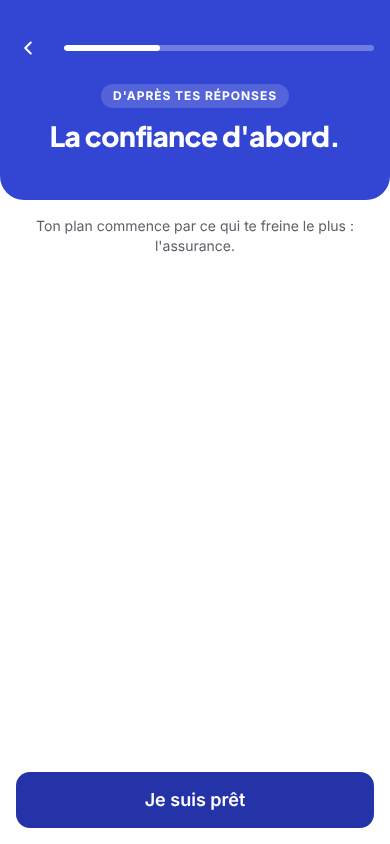 D'APRÈS TES RÉPONSES
La confiance d'abord.
Ton plan commence par ce qui te freine le plus :
l'assurance.
Je suis prêt